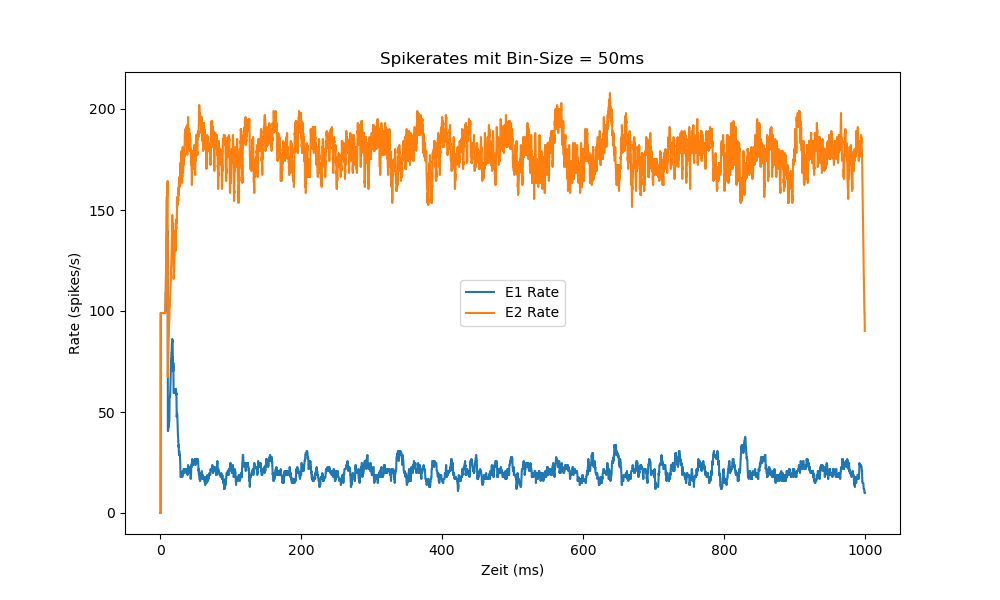 Spikerates mit Bin-Size = 50ms
Rate (spikes/s)
200
150
100
50
0
E1 Rate
E2 Rate
0 200 400 600 800 1000
Zeit (ms)